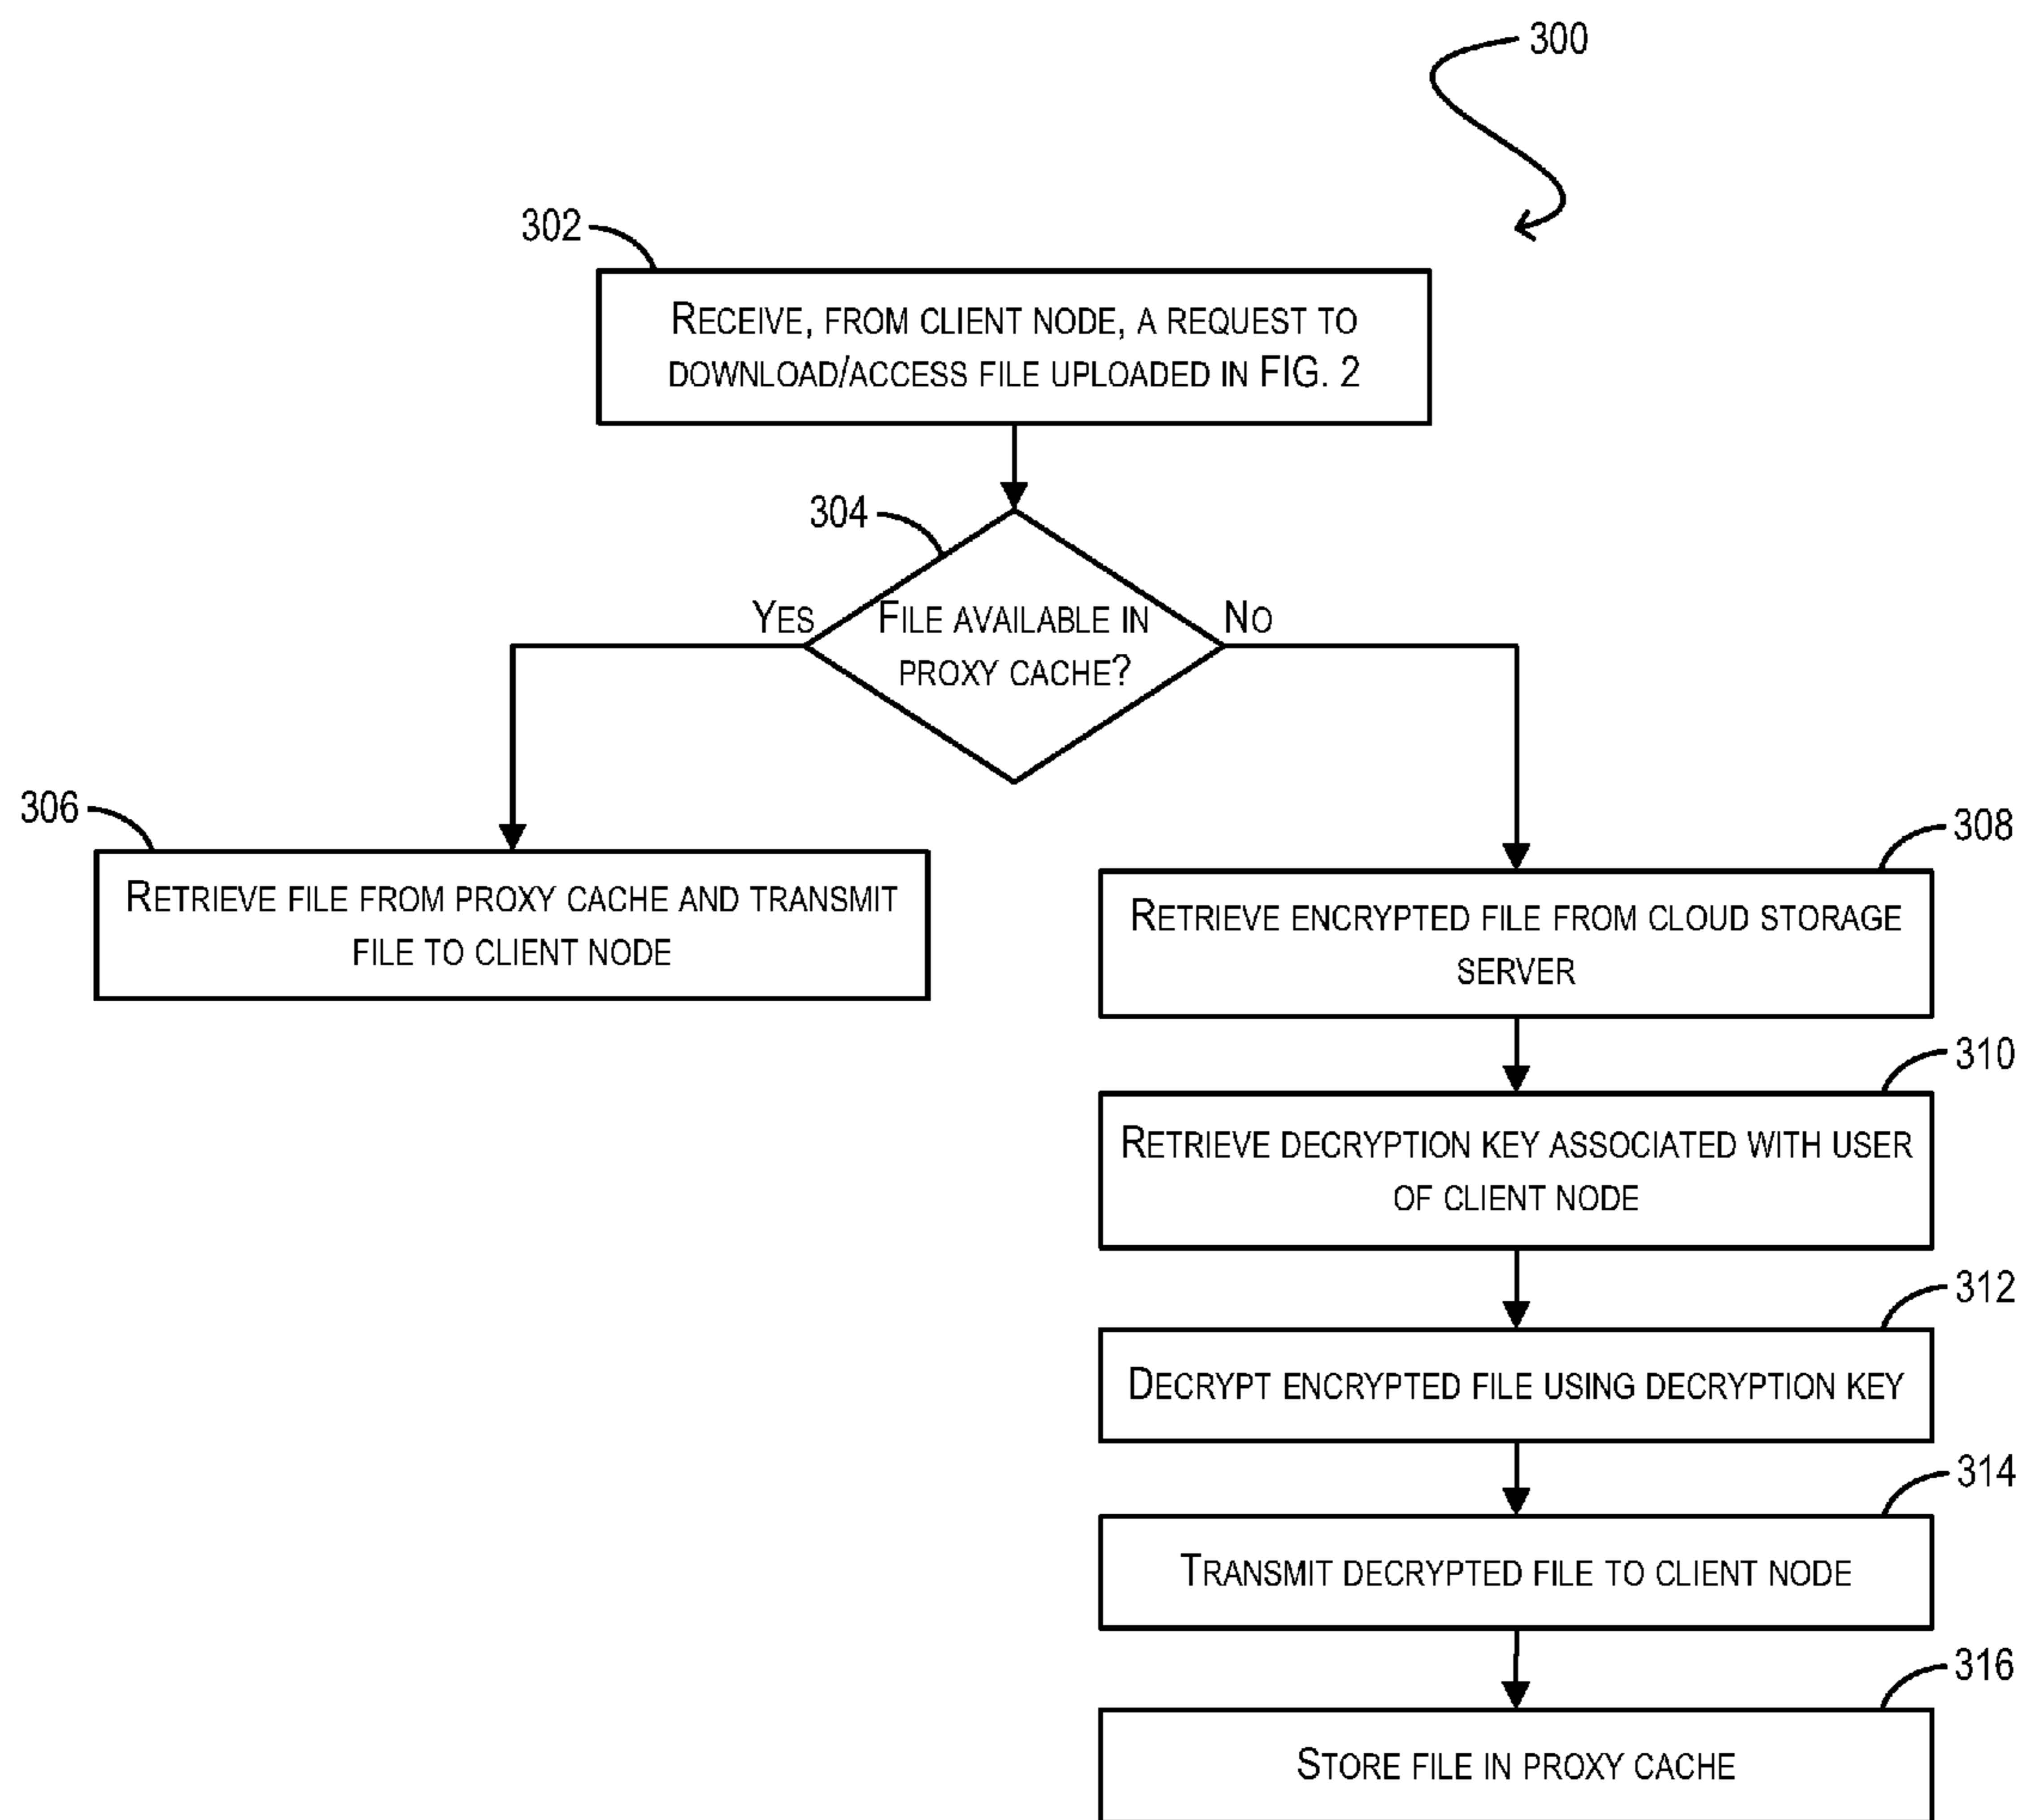 300
302
RECEIVE, FROM CLIENT NODE, A REQUEST TO
DOWNLOAD/ACCESS FILE UPLOADED IN FIG. 2
304
YES
FILE AVAILABLE IN
PROXY CACHE?
NO
306
RETRIEVE FILE FROM PROXY CACHE AND TRANSMIT
FILE TO CLIENT NODE
308
RETRIEVE ENCRYPTED FILE FROM CLOUD STORAGE
SERVER
310
RETRIEVE DECRYPTION KEY ASSOCIATED WITH USER
OF CLIENT NODE
312
DECRYPT ENCRYPTED FILE USING DECRYPTION KEY
314
TRANSMIT DECRYPTED FILE TO CLIENT NODE
316
STORE FILE IN PROXY CACHE